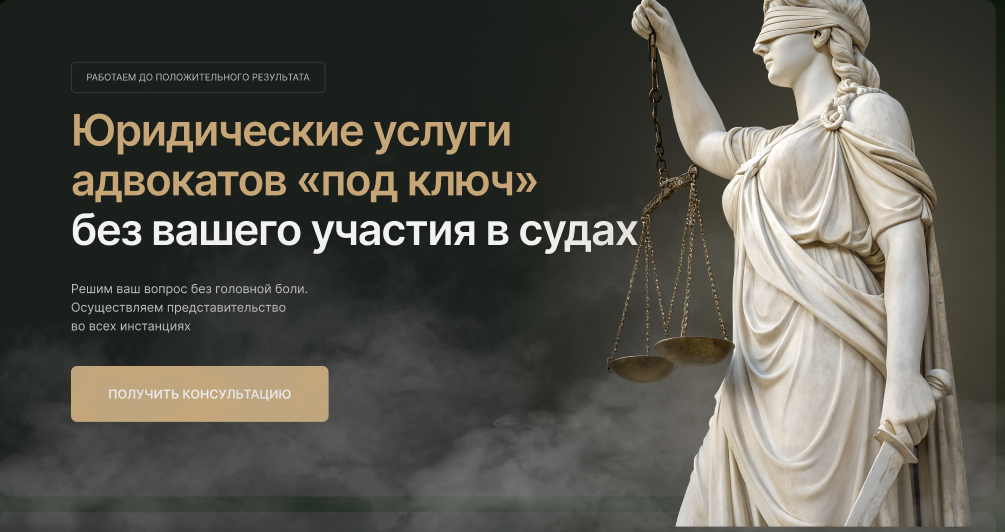 РАБОТАЕМ ДО ПОЛОЖИТЕЛЬНОГО РЕЗУЛЬТАТА
Юридические услуги
адвокатов «под ключ»
без вашего участия в судах
Решим ваш вопрос без головной боли.
Осуществляем представительство
во всех инстанциях
ПОЛУЧИТЬ КОНСУЛЬТАЦИЮ